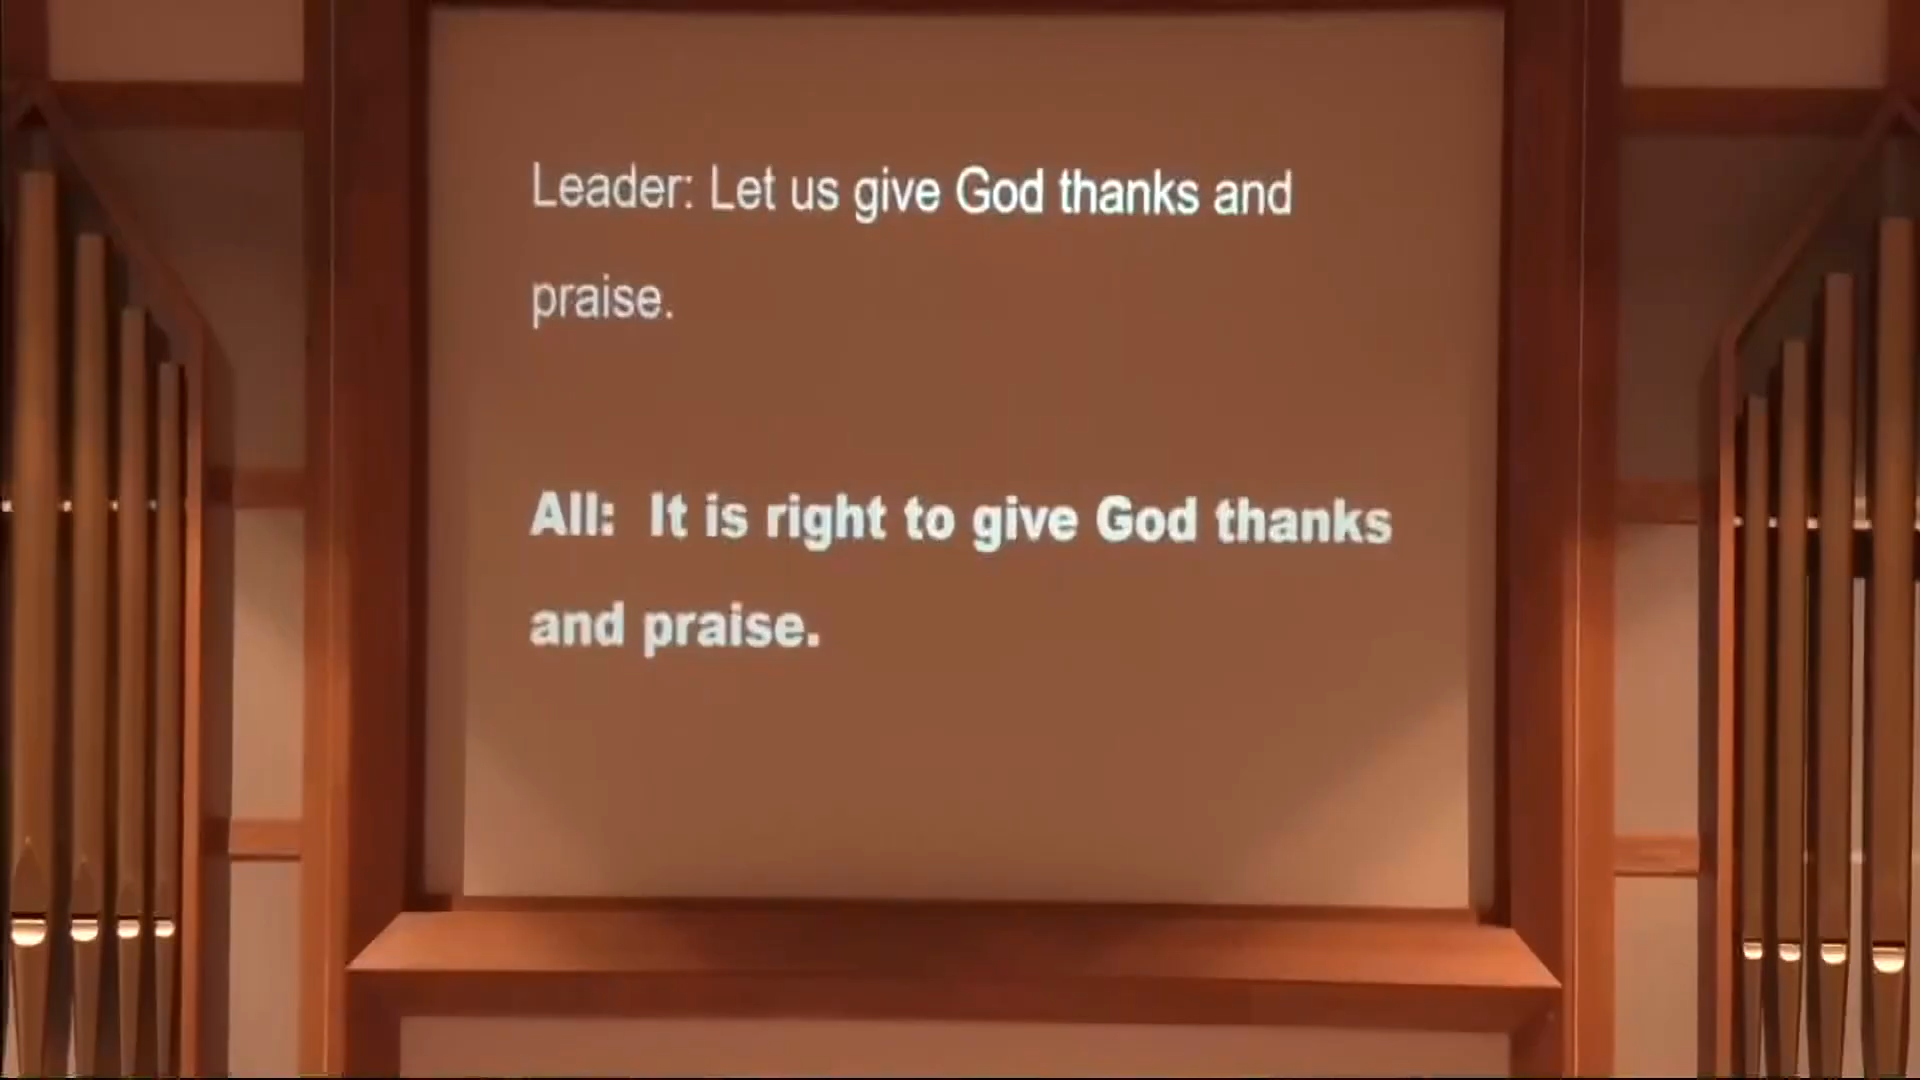 Leader: Let us give God thanks and
praise.
All: It is right to give God thanks
and praise.